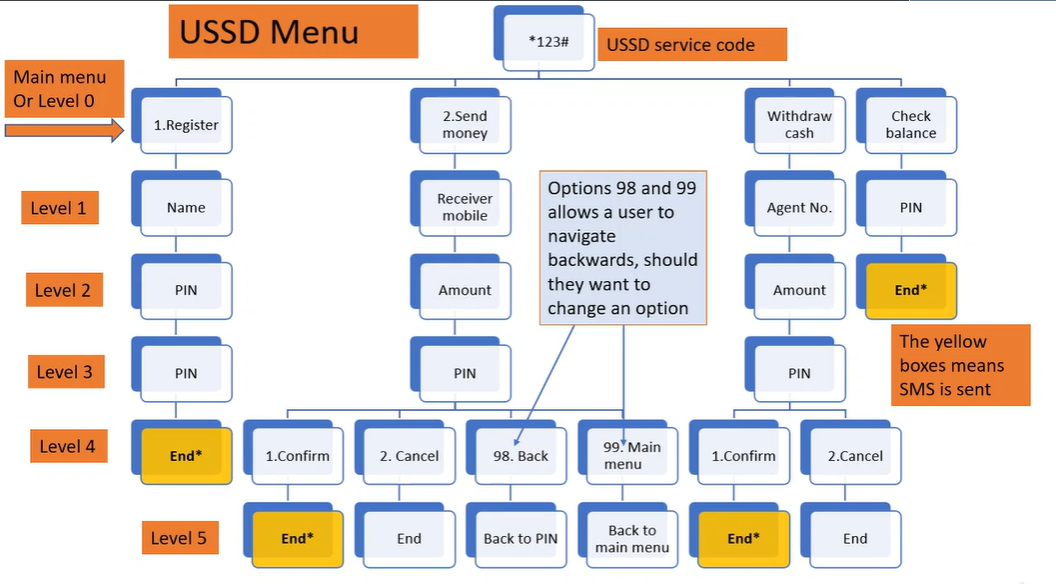 USSD Menu
*123#
USSD service code
Main menu
Or Level 0
1.Register
2.Send
money
Withdraw
cash
Check
balance
Level 1
Name
Receiver
mobile
Options 98 and 99
allows a user to
navigate
backwards, should
they want to
change an option
Agent No.
PIN
Level 2
PIN
Amount
Amount
End*
The yellow
boxes means
SMS is sent
Level 3
PIN
PIN
PIN
Level 4
End*
1.Confirm
2. Cancel
98. Back
99. Main
menu
1.Confirm
2.Cancel
Level 5
End*
End
Back to PIN
Back to
main menu
End*
End